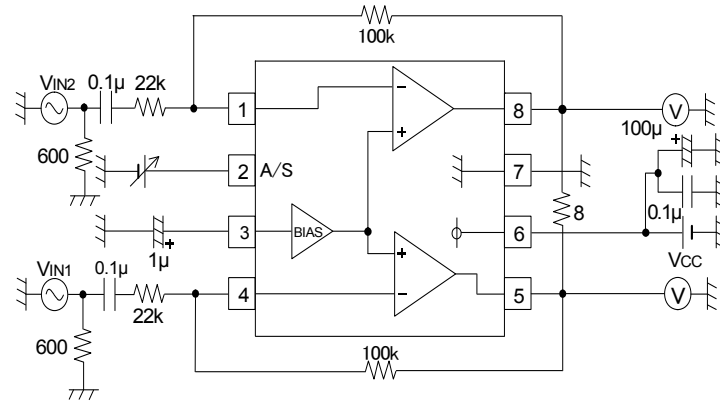 100k
VIN2
0.1μ
22k
1
8
V
100μ
+
600
2
A/S
7
8
0.1μ
3
BIAS
6
1μ
+
VCC
VIN1
0.1μ
22k
4
5
V
600
100k
−
+
+
−